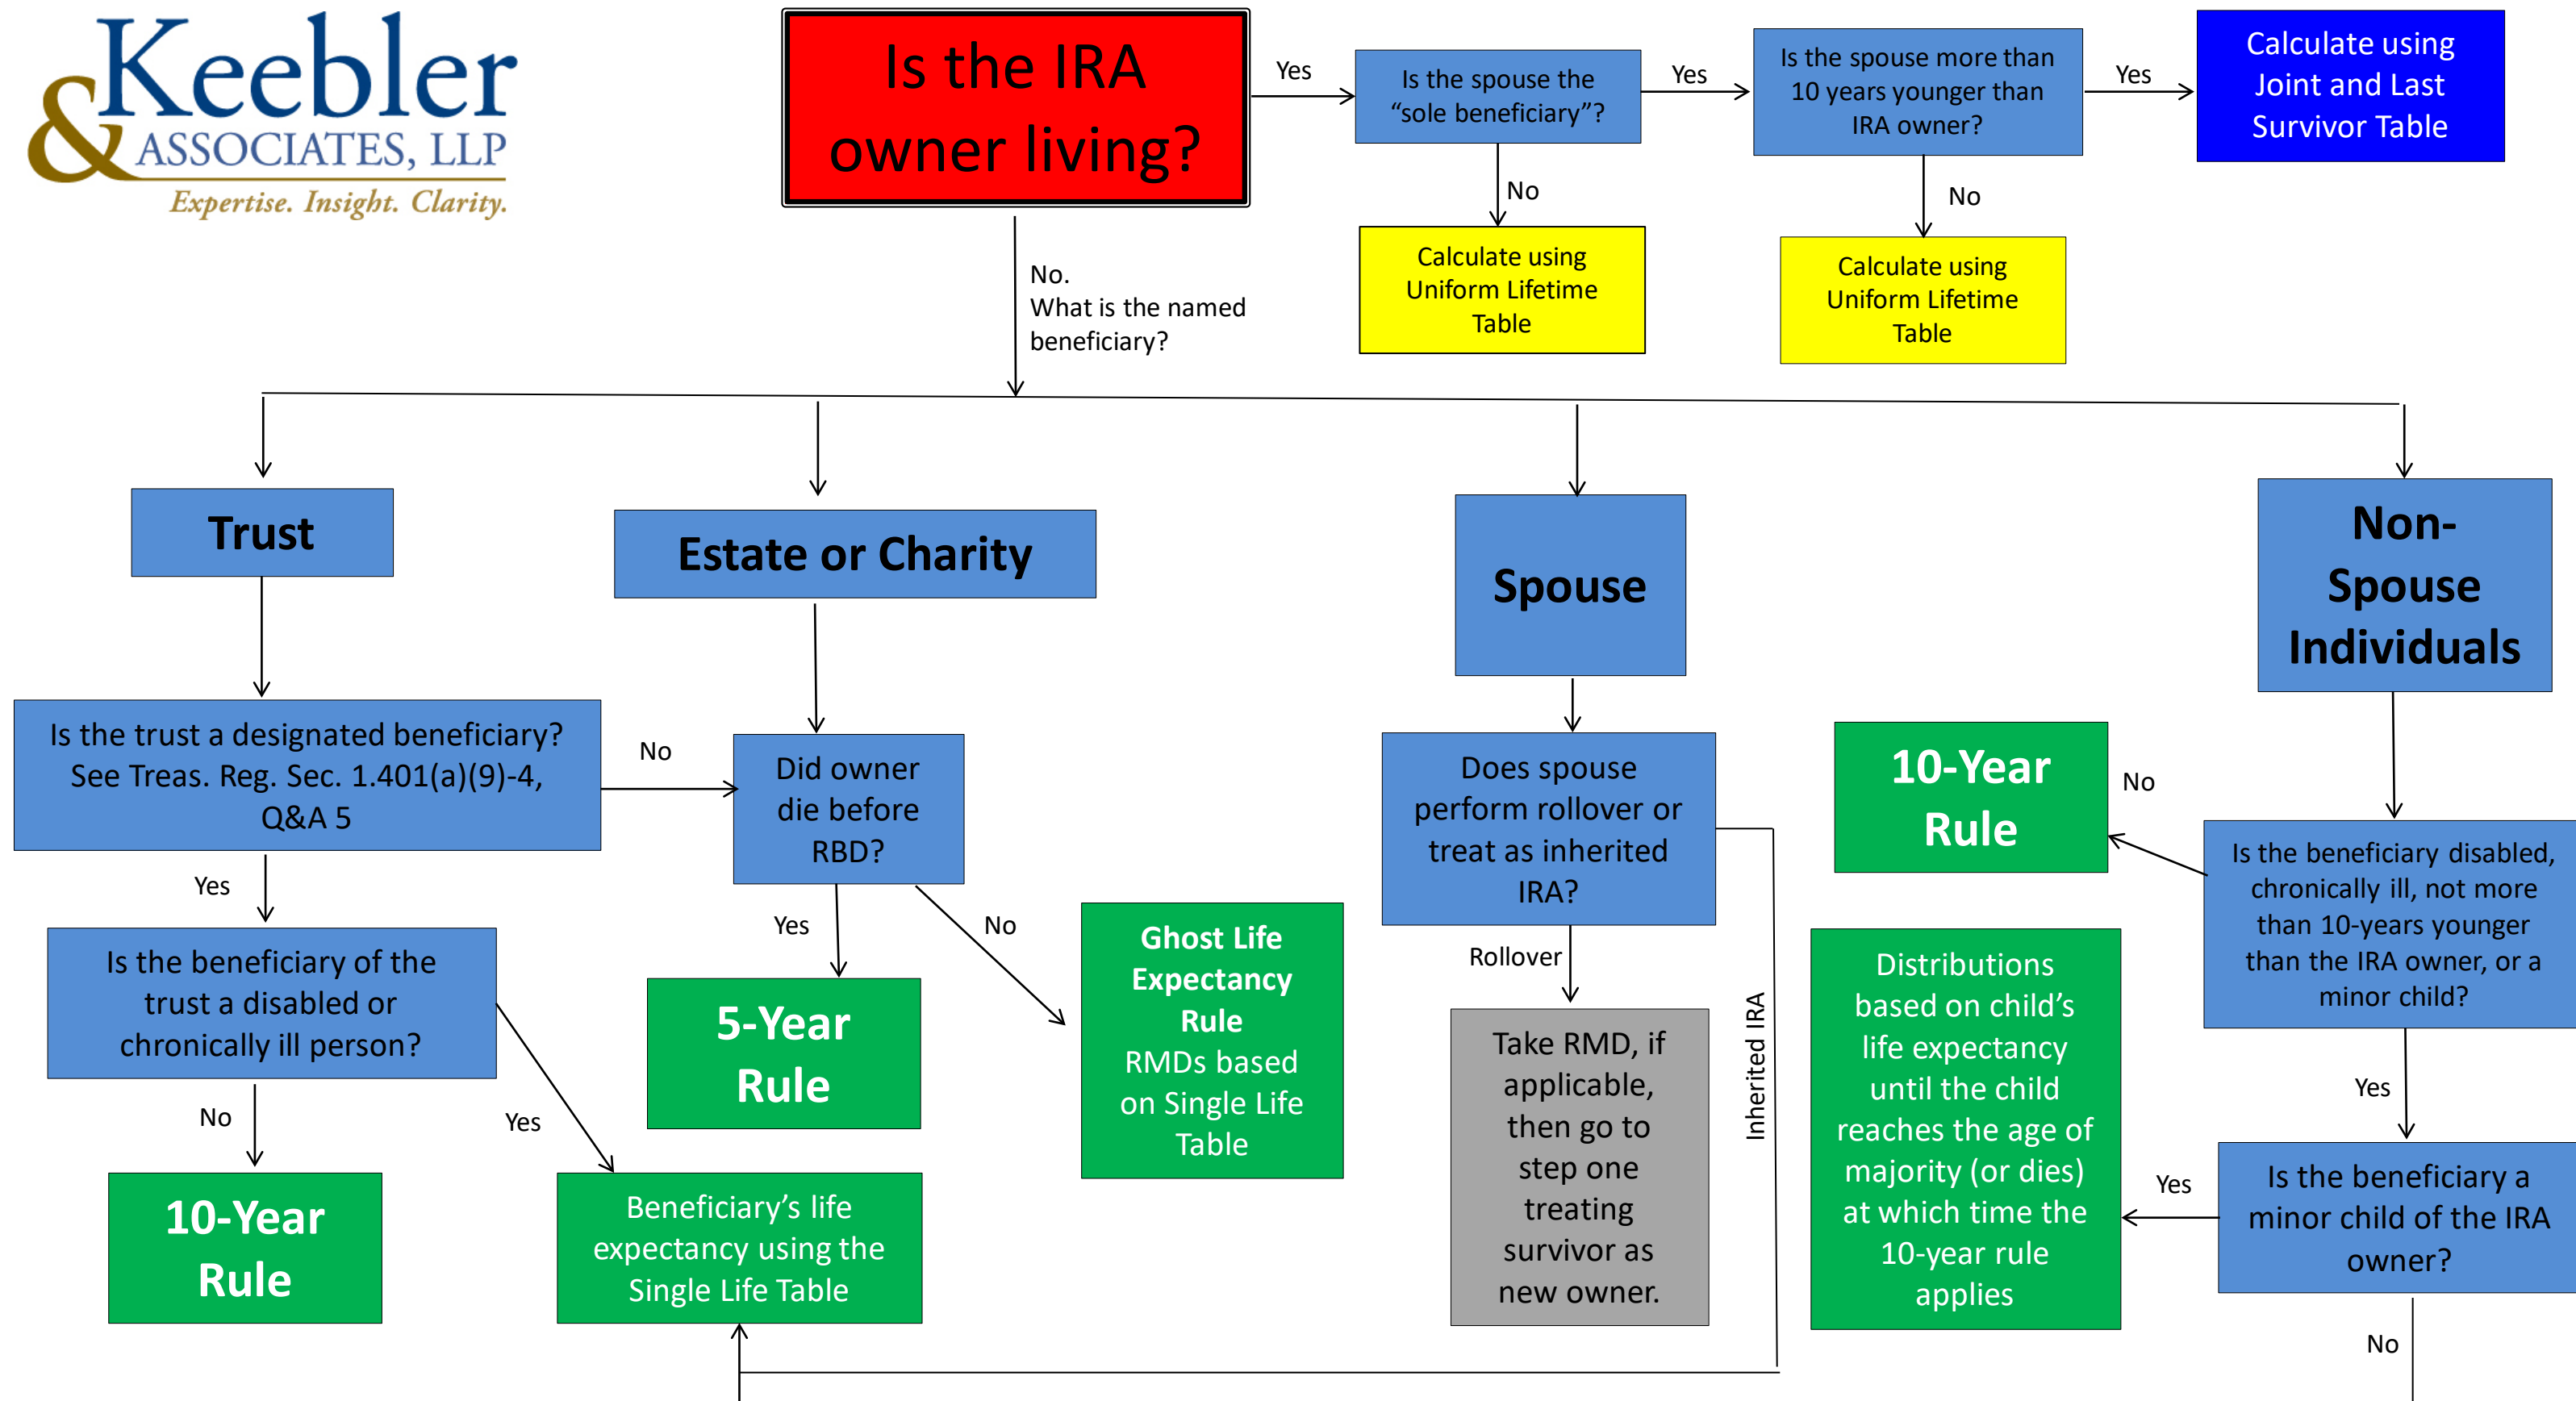 Keebler
& ASSOCIATES, LLP
Expertise. Insight. Clarity.
Is the IRA
owner living?
Yes
Is the spouse the
“sole beneficiary”?
Yes
Is the spouse more than
10 years younger than
IRA owner?
Yes
Calculate using
Joint and Last
Survivor Table
No
Calculate using
Uniform Lifetime
Table
No
Calculate using
Uniform Lifetime
Table
No.
What is the named
beneficiary?
Trust
Estate or Charity
Spouse
Non-
Spouse
Individuals
Is the trust a designated beneficiary?
See Treas. Reg. Sec. 1.401(a)(9)-4,
Q&A 5
No
Yes
Is the beneficiary of the
trust a disabled or
chronically ill person?
No
10-Year
Rule
Yes
Beneficiary’s life
expectancy using the
Single Life Table
Did owner
die before
RBD?
Yes
5-Year
Rule
No
Ghost Life
Expectancy
Rule
RMDs based
on Single Life
Table
Does spouse
perform rollover or
treat as inherited
IRA?
Rollover
Take RMD, if
applicable,
then go to
step one
treating
survivor as
new owner.
Inherited IRA
10-Year
Rule
No
Is the beneficiary disabled,
chronically ill, not more
than 10-years younger
than the IRA owner, or a
minor child?
Yes
Is the beneficiary a
minor child of the IRA
owner?
Yes
Distributions
based on child’s
life expectancy
until the child
reaches the age of
majority (or dies)
at which time the
10-year rule
applies
No